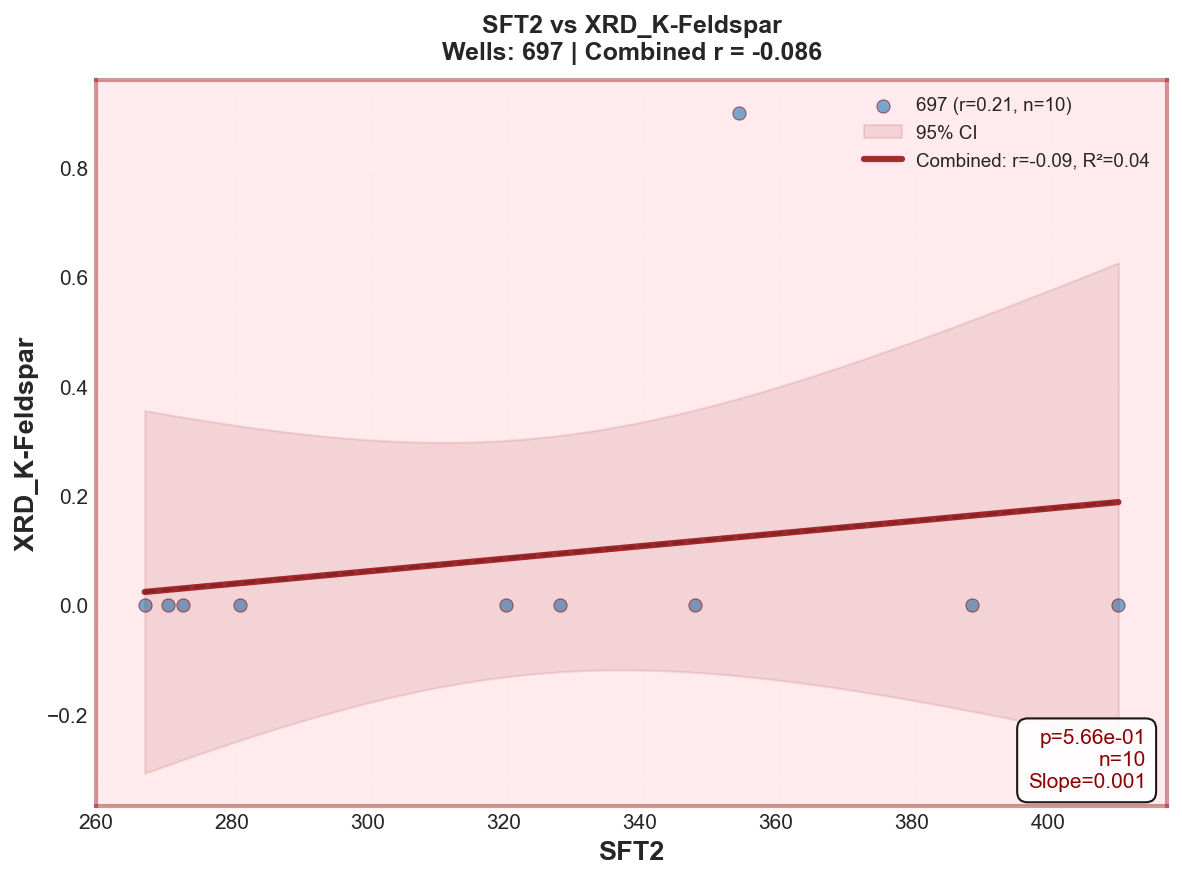 SFT2 vs XRD_K-Feldspar
Wells: 697 | Combined r = -0.086
697 (r=0.21, n=10)
95% CI
Combined: r=-0.09, R²=0.04
XRD_K-Feldspar
0.8
0.6
0.4
0.2
0.0
−0.2
p=5.66e-01
n=10
Slope=0.001
260 280 300 320 340 360 380 400
SFT2